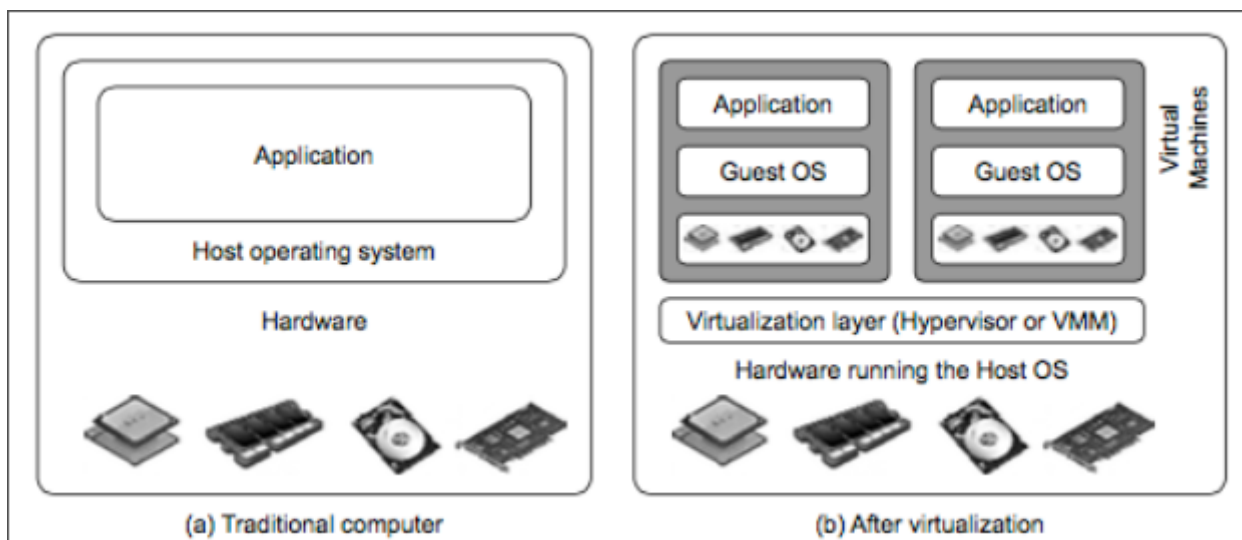 Application
Host operating system
Hardware
(a) Traditional computer
Application
Guest OS
Application
Guest OS
Virtual
Machines
Virtualization layer (Hypervisor or VMM)
Hardware running the Host OS
(b) After virtualization